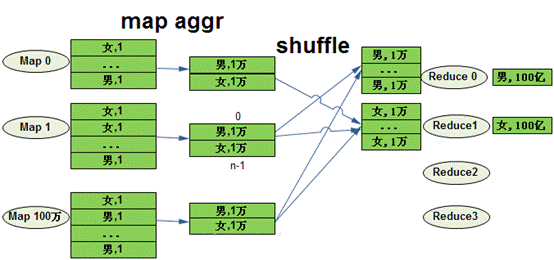 map aggr
shuffle
Map 0
女,1
...
男,1
男,1万
女,1万
男, 1万
...
男,1万
Reduce 0
男,100亿
Map 1
女,1
女,1
...
男,1
0
男,1万
女,1万
n-1
女, 1万
...
女, 1万
Reduce1
女,100亿
Reduce2
Map 100万
女,1
男,1
...
男,1
男,1万
女,1万
Reduce3